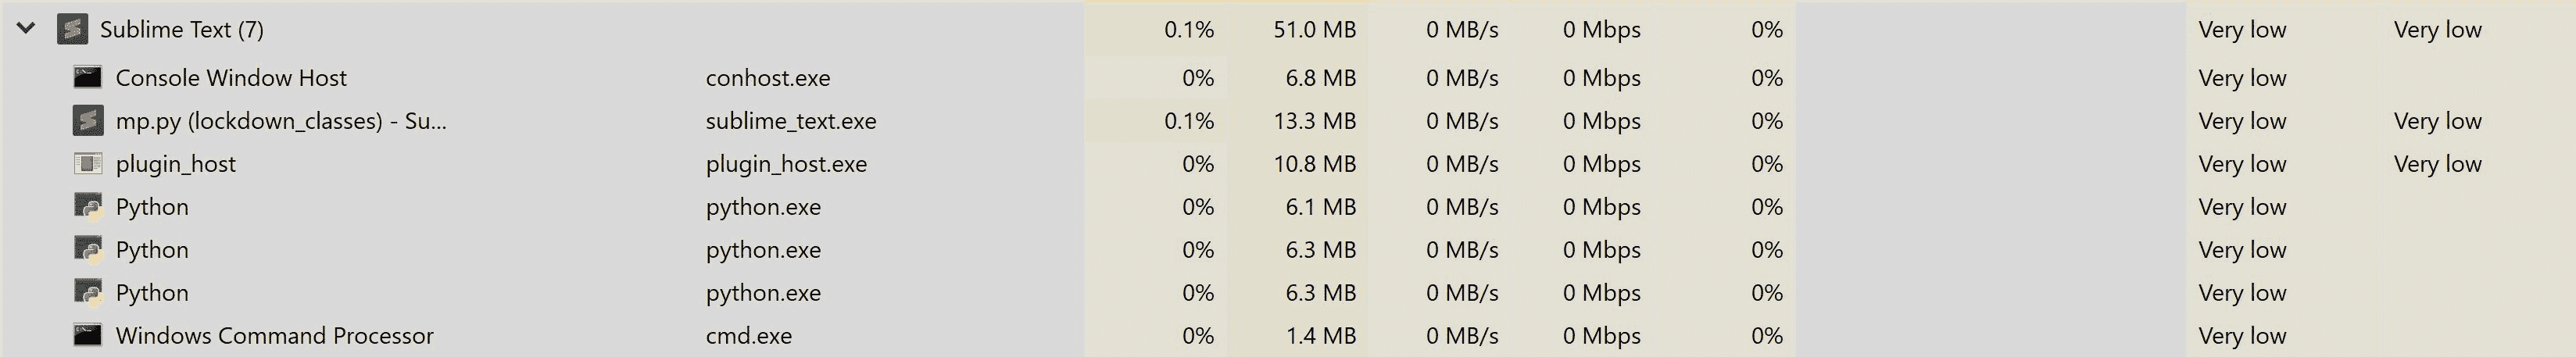 Sublime Text (7) 0.1% 51.0 MB 0 MB/s 0 Mbps 0% Very low Very low
Console Window Host conhost.exe 0% 6.8 MB 0 MB/s 0 Mbps 0% Very low
mp.py (lockdown_classes) - Su... sublime_text.exe 0.1% 13.3 MB 0 MB/s 0 Mbps 0% Very low Very low
plugin_host plugin_host.exe 0% 10.8 MB 0 MB/s 0 Mbps 0% Very low Very low
Python python.exe 0% 6.1 MB 0 MB/s 0 Mbps 0% Very low
Python python.exe 0% 6.3 MB 0 MB/s 0 Mbps 0% Very low
Python python.exe 0% 6.3 MB 0 MB/s 0 Mbps 0% Very low
Windows Command Processor cmd.exe 0% 1.4 MB 0 MB/s 0 Mbps 0% Very low